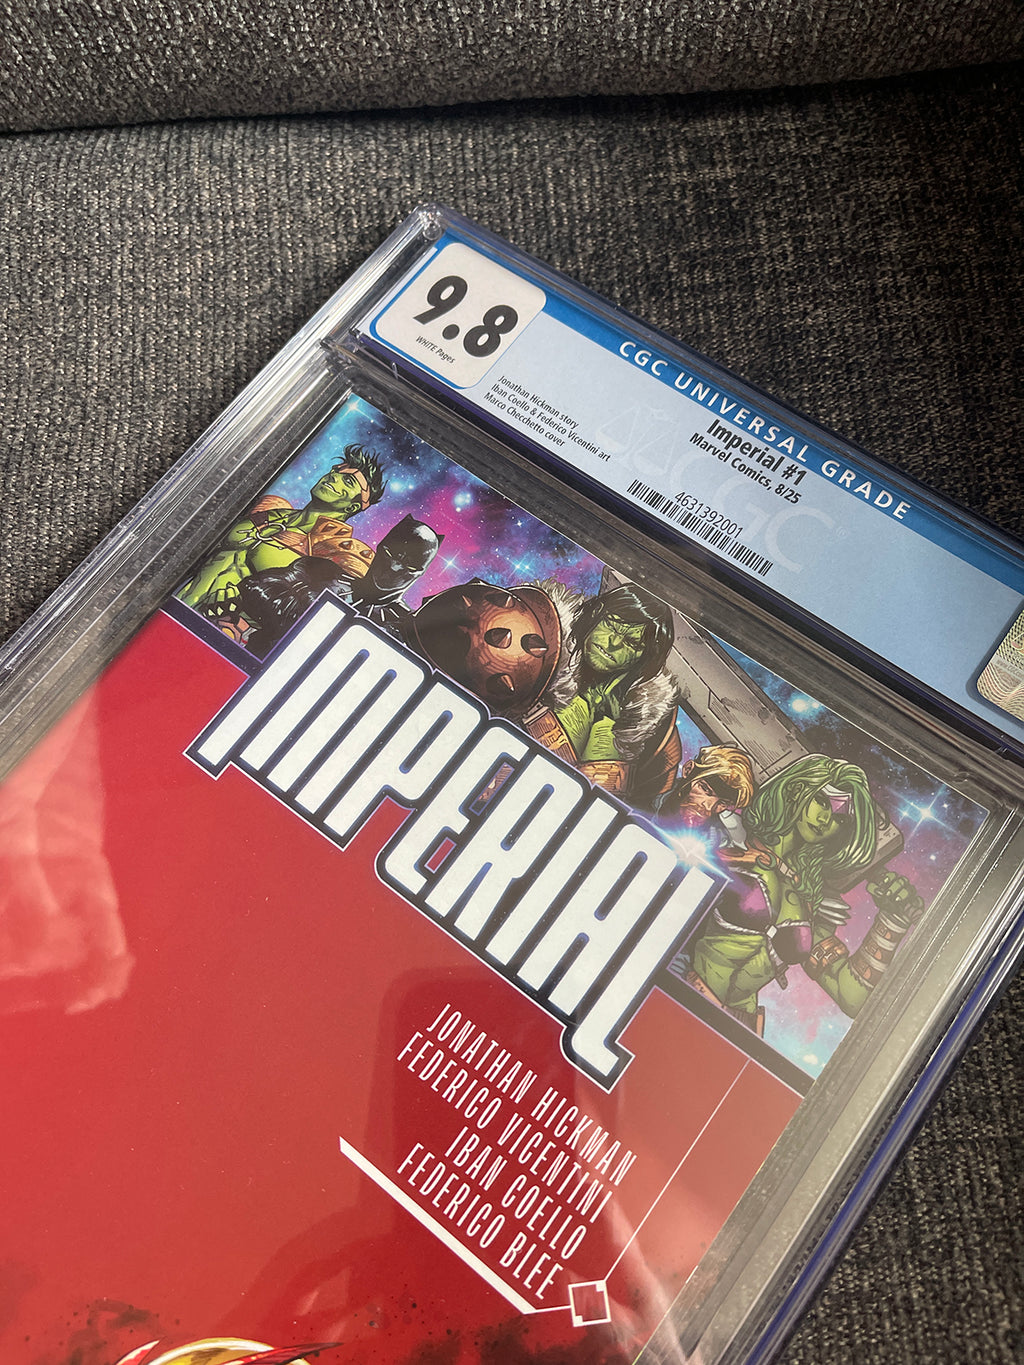 CGC UNIVERSAL GRADE
9.8
WHITE Pages
Imperial #1
Marvel Comics, 8/25
Jonathan Hickman story
Iban Coello & Federico Vicentini art
Marco Checchetto cover
4631392001
CGC
IMPERIAL
JONATHAN HICKMAN
FEDERICO VICENTINI
IBAN COELLO
FEDERICO BLEE